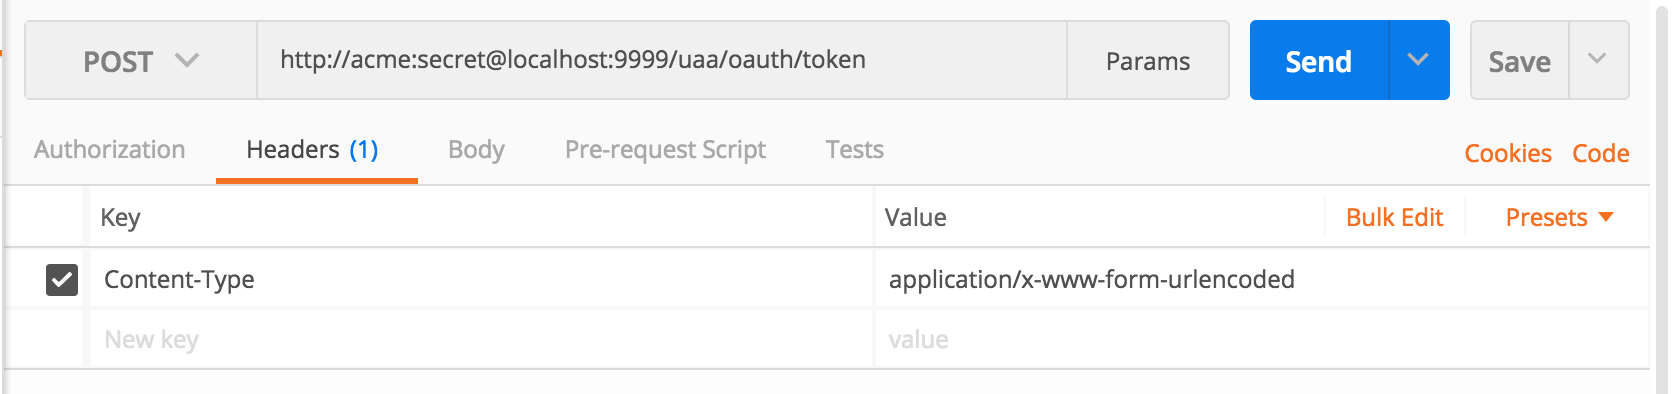 POST http://acme:secret@localhost:9999/uaa/oauth/token Params Send Save
Authorization Headers (1) Body Pre-request Script Tests Cookies Code
Key Value Bulk Edit Presets
Content-Type application/x-www-form-urlencoded
New key value